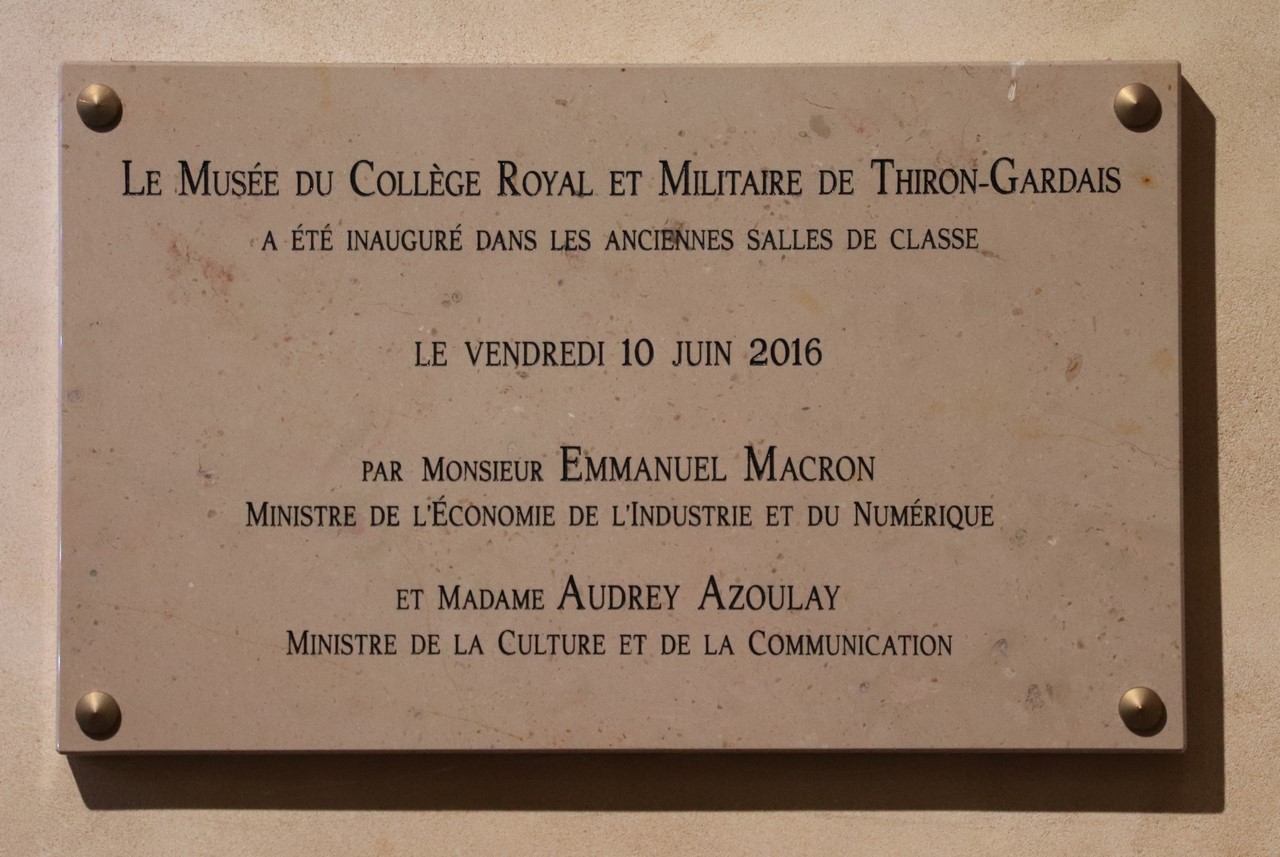 Le Musée du Collège Royal et Militaire de Thiron-Gardais
a été inauguré dans les anciennes salles de classe
le vendredi 10 juin 2016
par Monsieur Emmanuel Macron
Ministre de l'Économie de l'Industrie et du Numérique
et Madame Audrey Azoulay
Ministre de la Culture et de la Communication